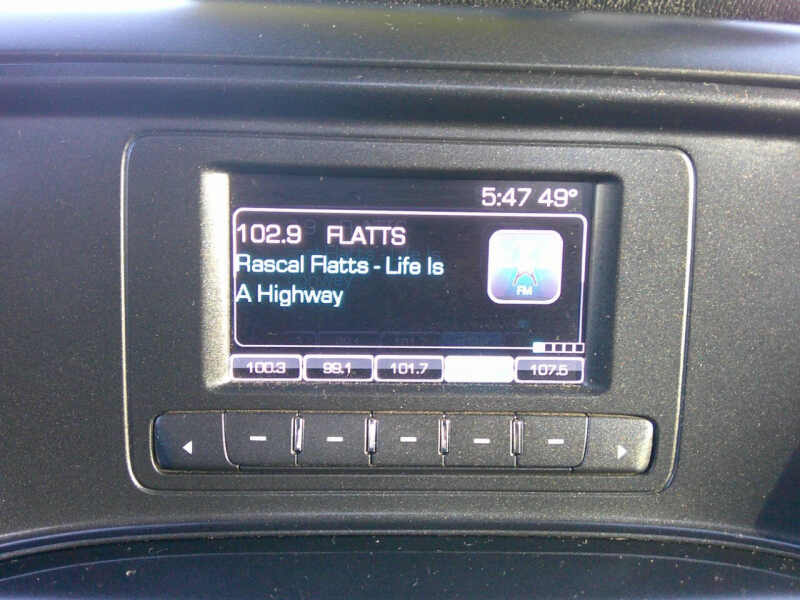 5:47 49°
102.9 FLATTS
Rascal Flatts - Life Is
A Highway
FM
100.3 99.1 101.7 107.5